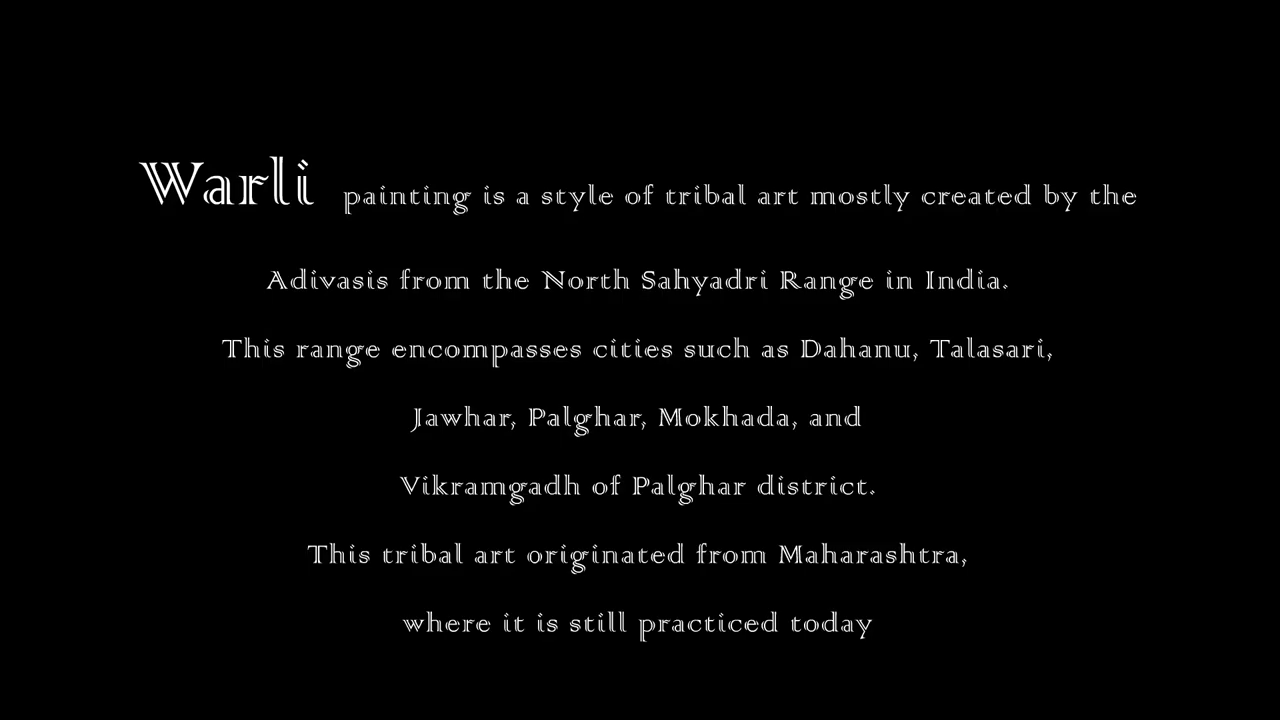 Warli painting is a style of tribal art mostly created by the
Adivasis from the North Sahyadri Range in India.
This range encompasses cities such as Dahanu, Talasari,
Jawhar, Palghar, Mokhada, and
Vikramgadh of Palghar district.
This tribal art originated from Maharashtra,
where it is still practiced today